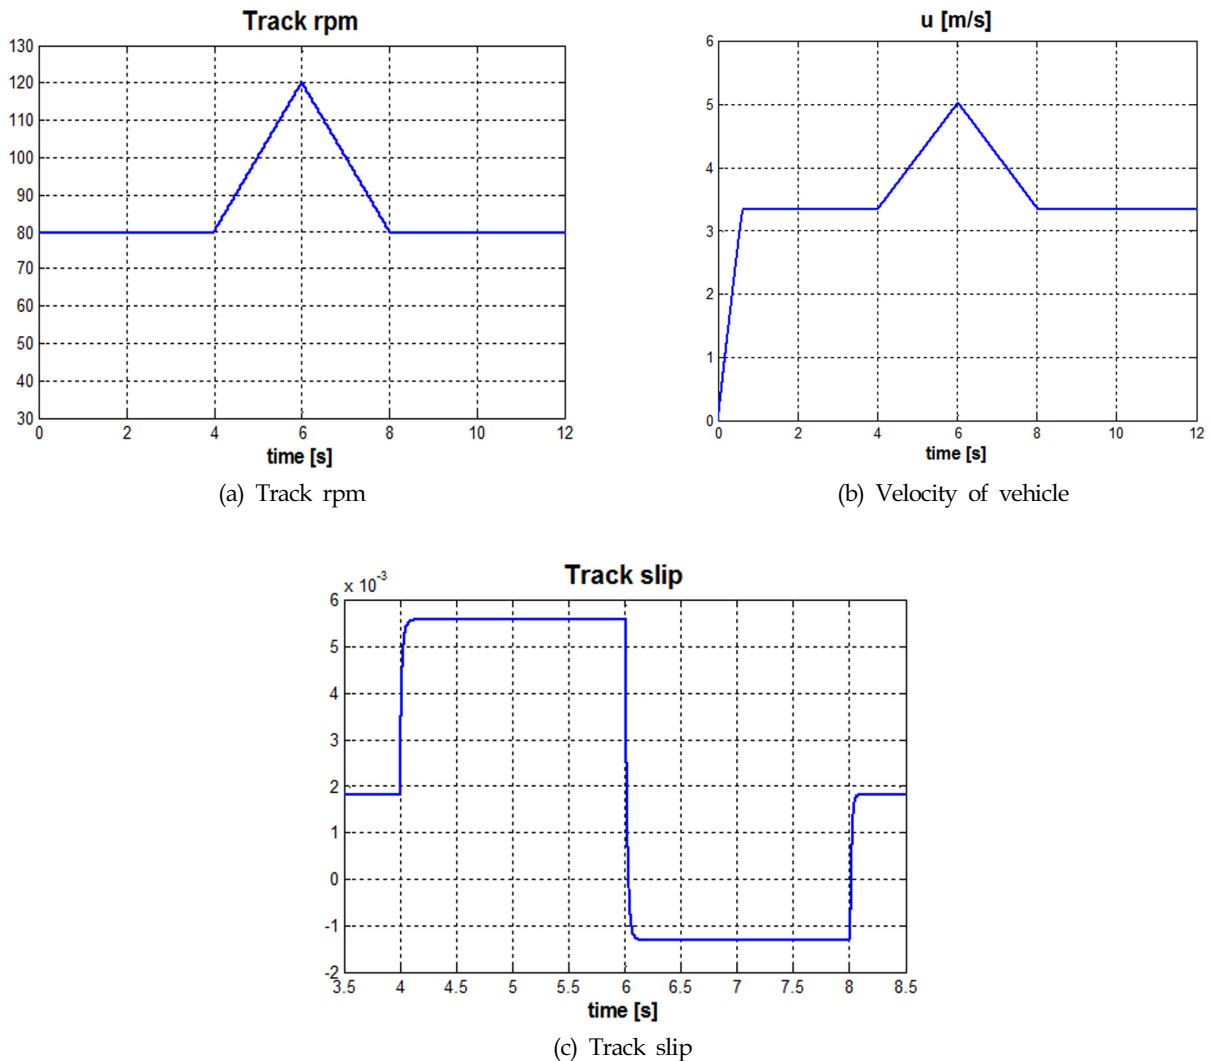 Track rpm
130
120
110
100
90
80
70
60
50
40
30
0 2 4 6 8 10 12
time [s]
(a) Track rpm
u [m/s]
6
5
4
3
2
1
0
0 2 4 6 8 10 12
time [s]
(b) Velocity of vehicle
Track slip
x 10^-3
6
5
4
3
2
1
0
-1
-2
3.5 4 4.5 5 5.5 6 6.5 7 7.5 8 8.5
time [s]
(c) Track slip